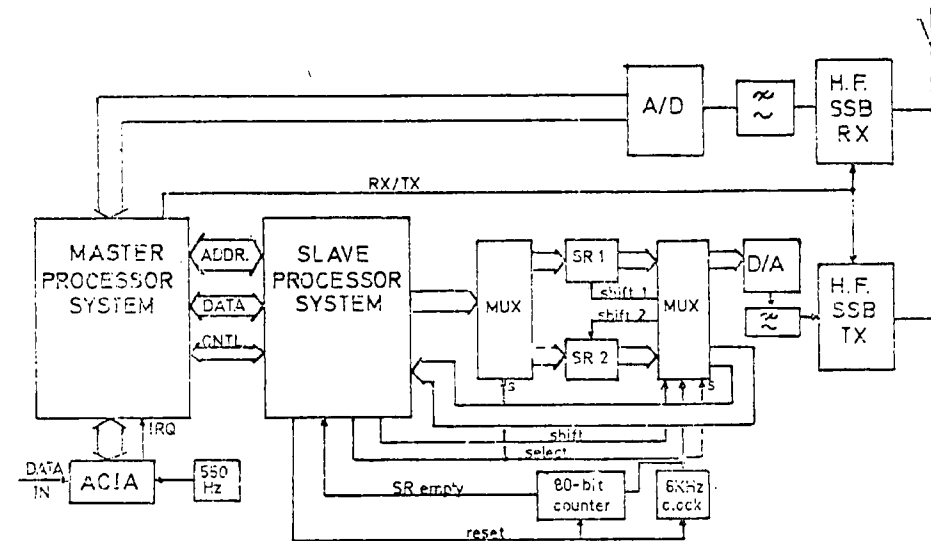 A/D
H.F.
SSB
RX
RX/TX
MASTER
PROCESSOR
SYSTEM
ADDR.
DATA
CNTL
SLAVE
PROCESSOR
SYSTEM
MUX
SR 1
shift 1
shift 2
SR 2
MUX
D/A
H.F.
SSB
TX
S
S
IRQ
shift
select
DATA
IN
ACIA
Hz
SR empty
80-bit
counter
6KHz
clock
reset